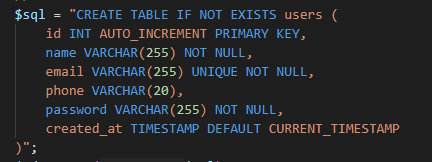 $sql = "CREATE TABLE IF NOT EXISTS users (
id INT AUTO_INCREMENT PRIMARY KEY,
name VARCHAR(255) NOT NULL,
email VARCHAR(255) UNIQUE NOT NULL,
phone VARCHAR(20),
password VARCHAR(255) NOT NULL,
created_at TIMESTAMP DEFAULT CURRENT_TIMESTAMP
)";